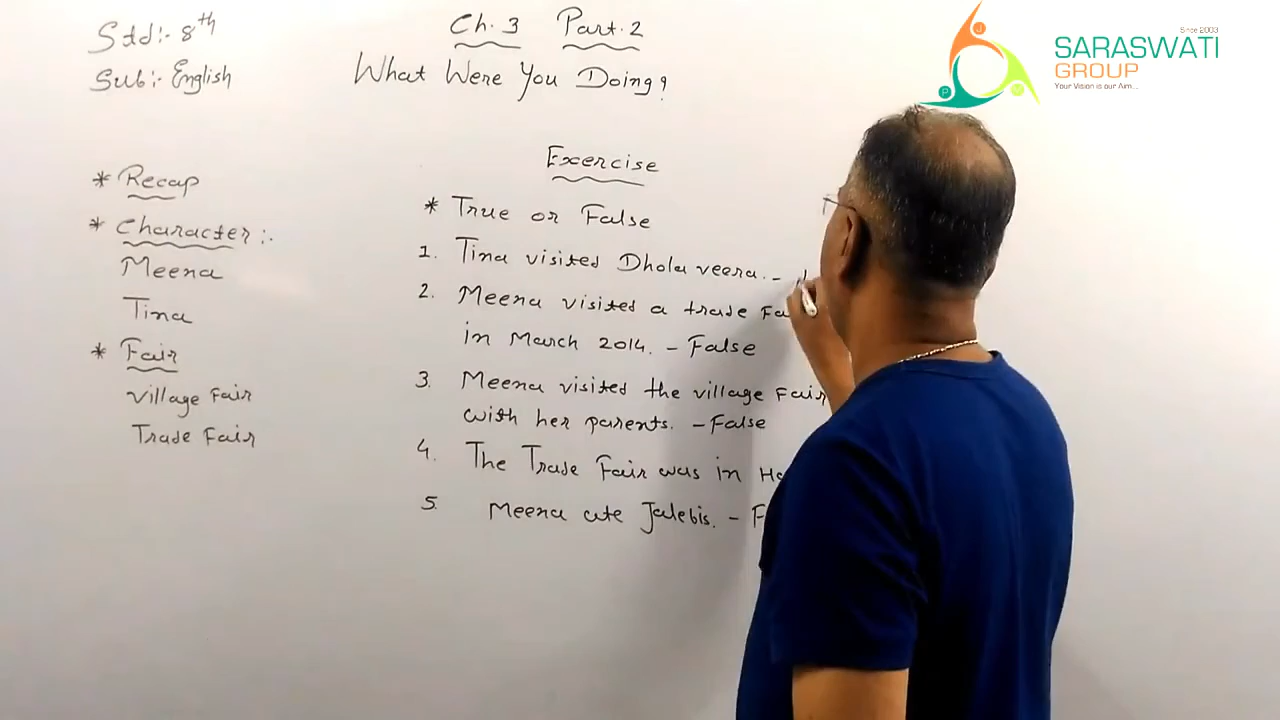 Std:- 8th
Sub:- English
Ch. 3 Part. 2
What Were You Doing?
Since 2003
SARASWATI
GROUP
Your Vision is our Aim...
J
P
M
* Recap
* Character:-
Meena
Tina
* Fair
Village Fair
Trade Fair
Exercise
* True or False
1. Tina visited Dholaveera. -
2. Meena visited a trade
in March 2014. - False
3. Meena visited the village Fair
with her parents. - False
4. The Trade Fair was in
5. Meena ate Jalebis. -